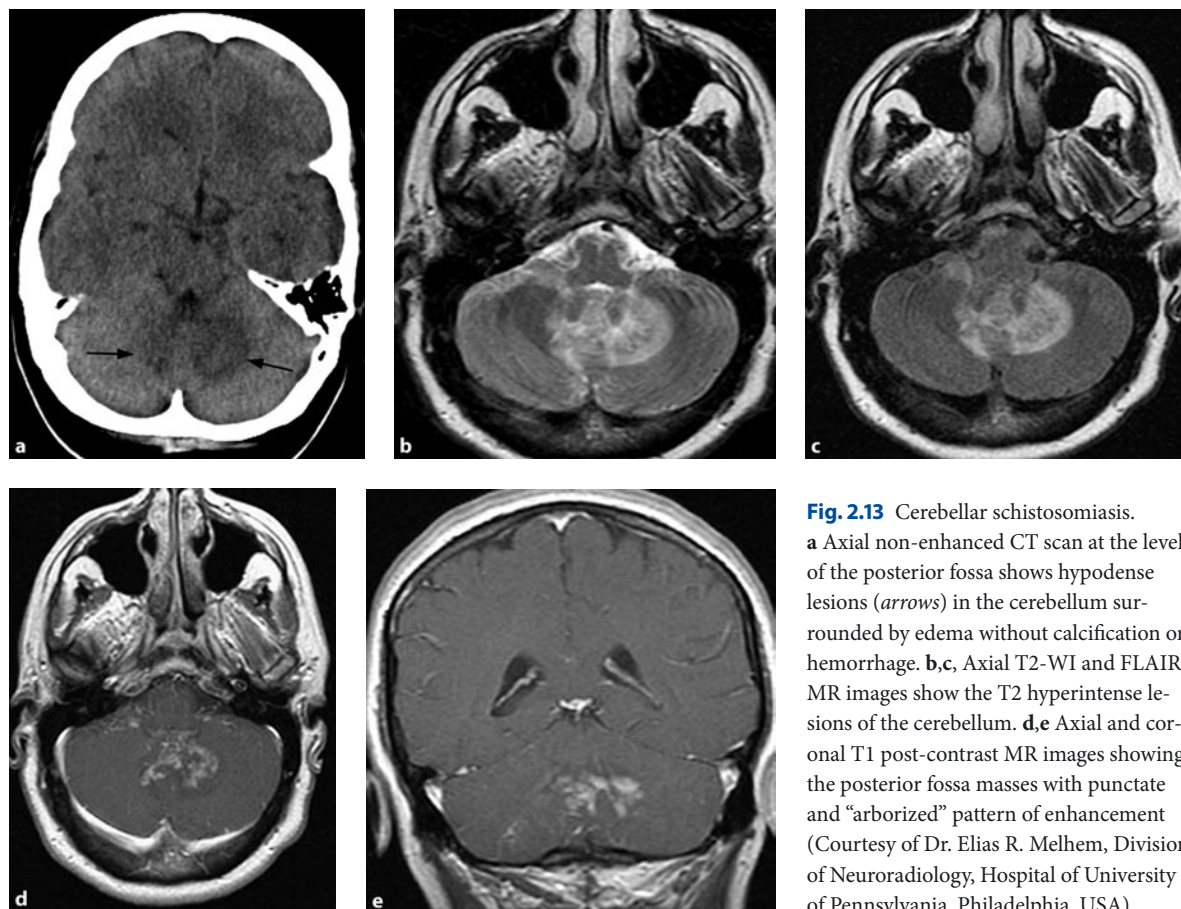 a
b
c
d
e
Fig. 2.13 Cerebellar schistosomiasis.
a Axial non-enhanced CT scan at the level
of the posterior fossa shows hypodense
lesions (arrows) in the cerebellum sur-
rounded by edema without calcification or
hemorrhage. b,c, Axial T2-WI and FLAIR
MR images show the T2 hyperintense le-
sions of the cerebellum. d,e Axial and cor-
onal T1 post-contrast MR images showing
the posterior fossa masses with punctate
and “arborized” pattern of enhancement
(Courtesy of Dr. Elias R. Melhem, Division
of Neuroradiology, Hospital of University
of Pennsylvania, Philadelphia, USA)